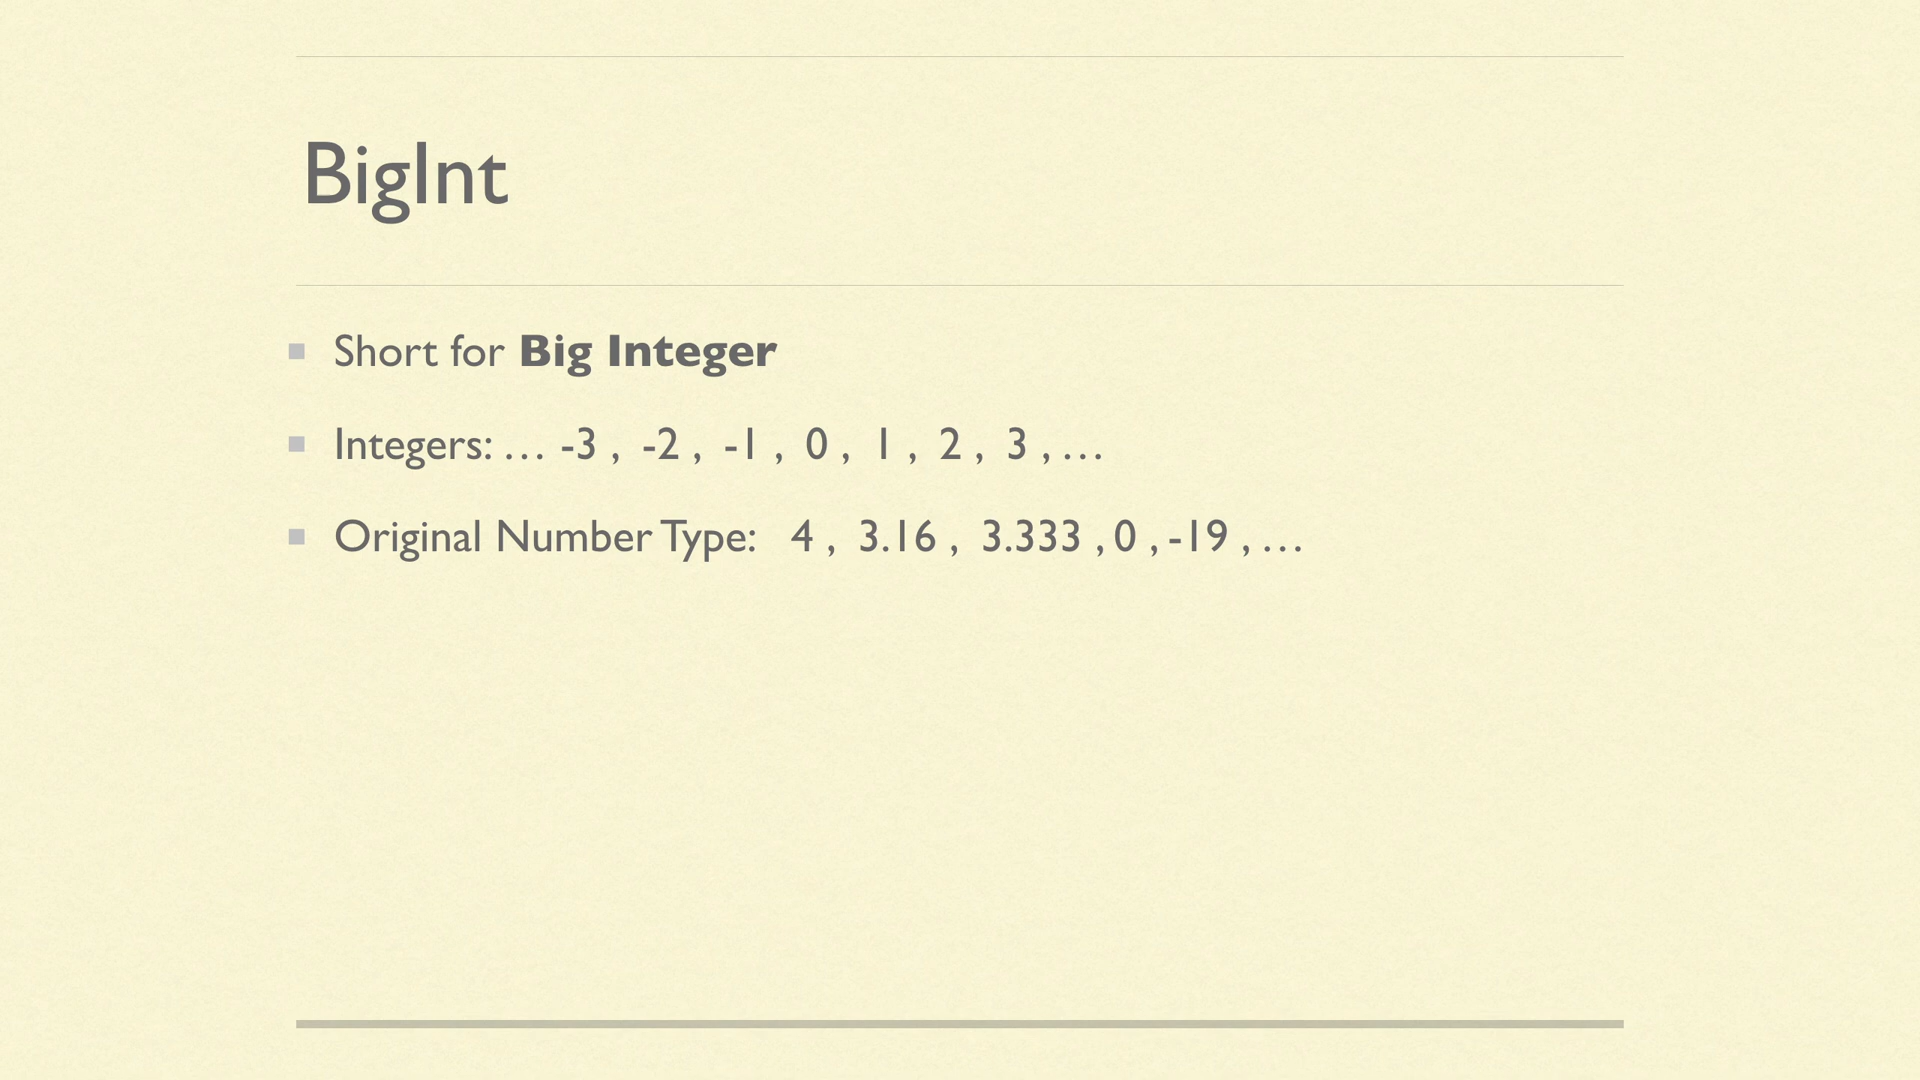 BigInt
Short for Big Integer
Integers: … -3 , -2 , -1 , 0 , 1 , 2 , 3 , …
Original Number Type: 4 , 3.16 , 3.333 , 0 , -19 , …